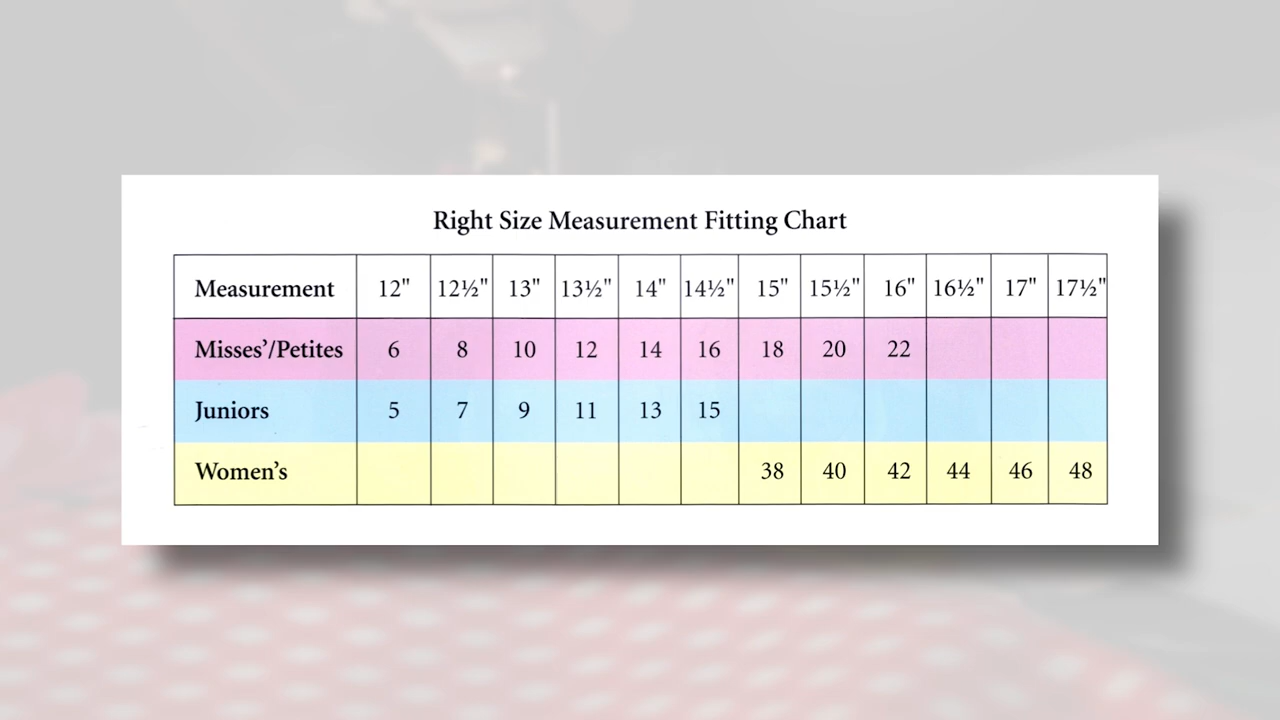 Right Size Measurement Fitting Chart
Measurement 12" 12½" 13" 13½" 14" 14½" 15" 15½" 16" 16½" 17" 17½"
Misses’/Petites 6 8 10 12 14 16 18 20 22
Juniors 5 7 9 11 13 15
Women’s 38 40 42 44 46 48